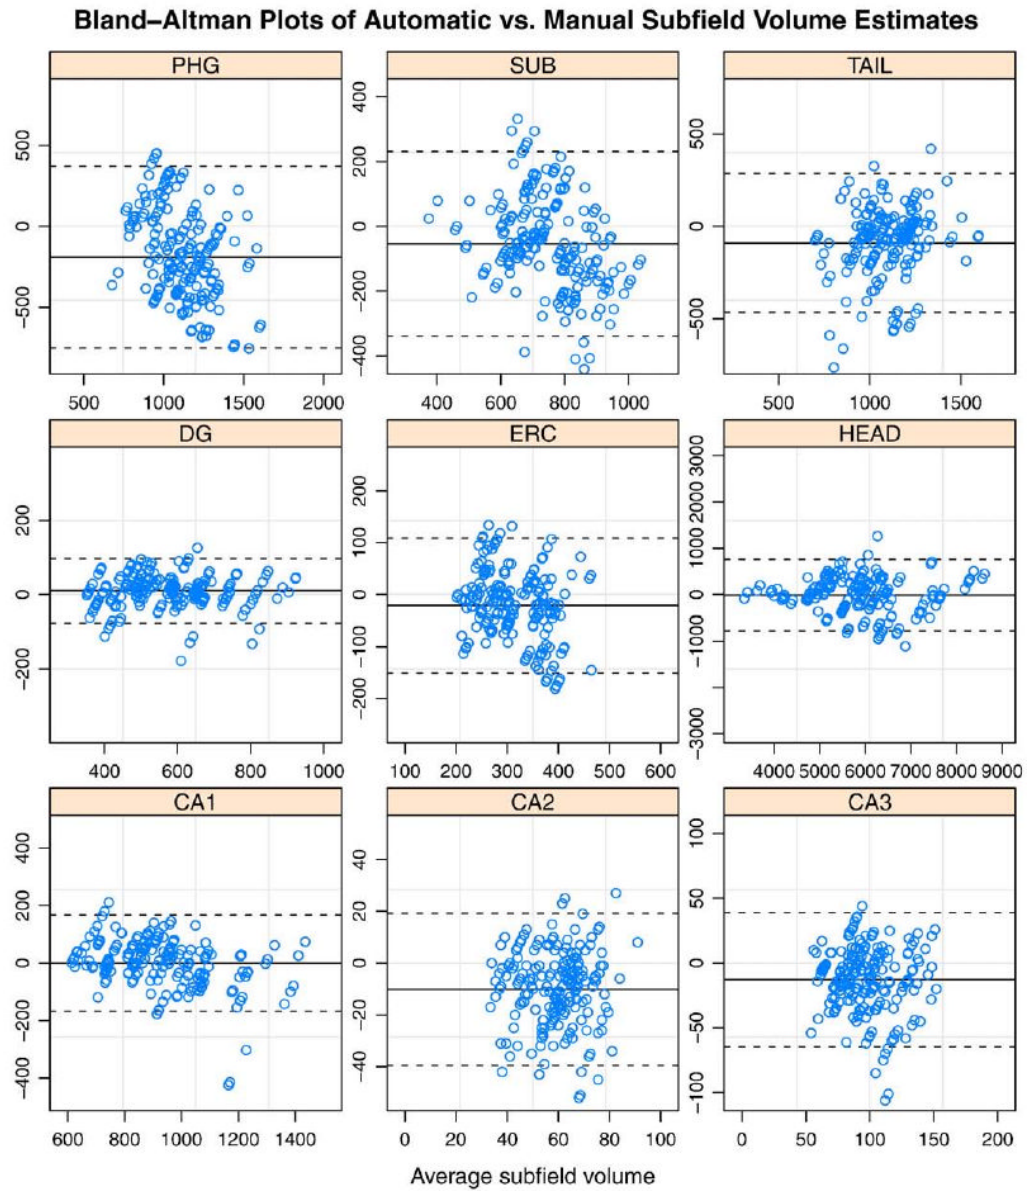 Bland–Altman Plots of Automatic vs. Manual Subfield Volume Estimates
PHG SUB TAIL
500 0 −500
500 1000 1500 2000
400 200 0 −200 −400
400 600 800 1000
500 0 −500
500 1000 1500
DG ERC HEAD
200 0 −200
400 600 800 1000
200 100 0 −100 −200
100 200 300 400 500 600
3000 2000 1000 0 −1000 −3000
4000 5000 6000 7000 8000 9000
CA1 CA2 CA3
400 200 0 −200 −400
600 800 1000 1200 1400
40 20 0 −20 −40
0 20 40 60 80 100
100 50 0 −50 −100
0 50 100 150 200
Average subfield volume